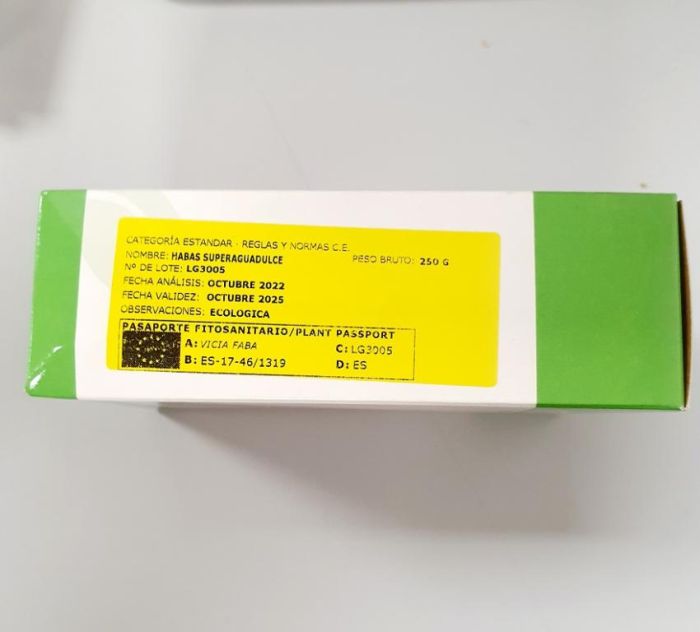 CATEGORÍA ESTANDAR - REGLAS Y NORMAS C.E.
NOMBRE: HABAS SUPERAGUADULCE PESO BRUTO: 250 G
Nº DE LOTE: LG3005
FECHA ANÁLISIS: OCTUBRE 2022
FECHA VALIDEZ: OCTUBRE 2025
OBSERVACIONES: ECOLOGICA
PASAPORTE FITOSANITARIO/PLANT PASSPORT
A: VICIA FABA C: LG3005
B: ES-17-46/1319 D: ES